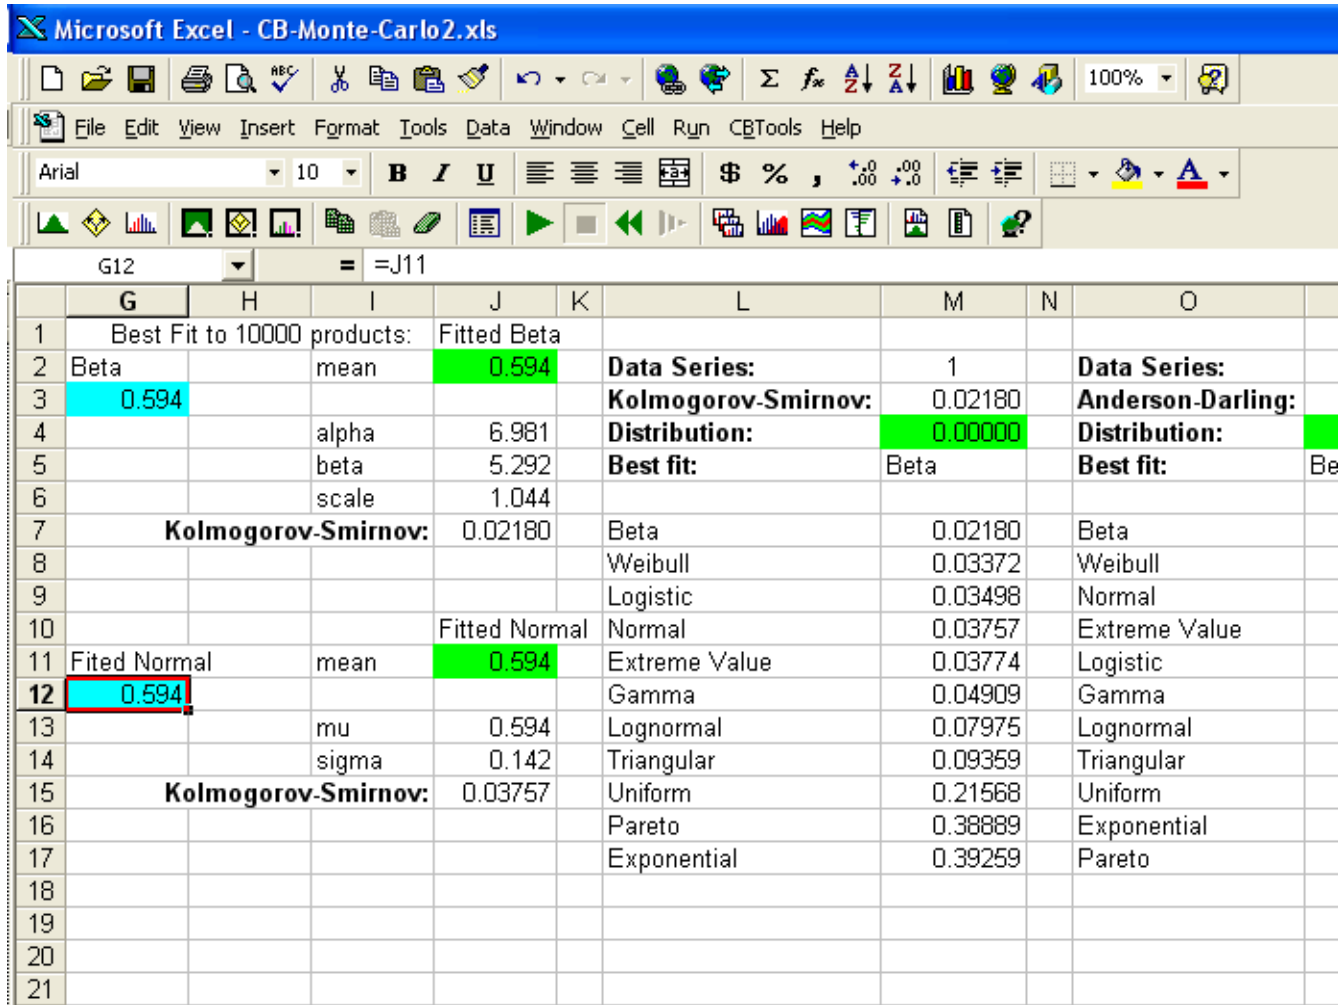 Microsoft Excel - CB-Monte-Carlo2.xls
ABC Σ fx A Z Z A 100%
File Edit View Insert Format Tools Data Window Cell Run CBTools Help
Arial 10 B I U a $ % , .0 .00 .00 .0 A
G12 = =J11
G H I J K L M N O
1 Best Fit to 10000 products: Fitted Beta
2 Beta mean 0.594 Data Series: 1 Data Series:
3 0.594 Kolmogorov-Smirnov: 0.02180 Anderson-Darling:
4 alpha 6.981 Distribution: 0.00000 Distribution:
5 beta 5.292 Best fit: Beta Best fit: Be
6 scale 1.044
7 Kolmogorov-Smirnov: 0.02180 Beta 0.02180 Beta
8 Weibull 0.03372 Weibull
9 Logistic 0.03498 Normal
10 Fitted Normal Normal 0.03757 Extreme Value
11 Fited Normal mean 0.594 Extreme Value 0.03774 Logistic
12 0.594 Gamma 0.04909 Gamma
13 mu 0.594 Lognormal 0.07975 Lognormal
14 sigma 0.142 Triangular 0.09359 Triangular
15 Kolmogorov-Smirnov: 0.03757 Uniform 0.21568 Uniform
16 Pareto 0.38889 Exponential
17 Exponential 0.39259 Pareto
18
19
20
21